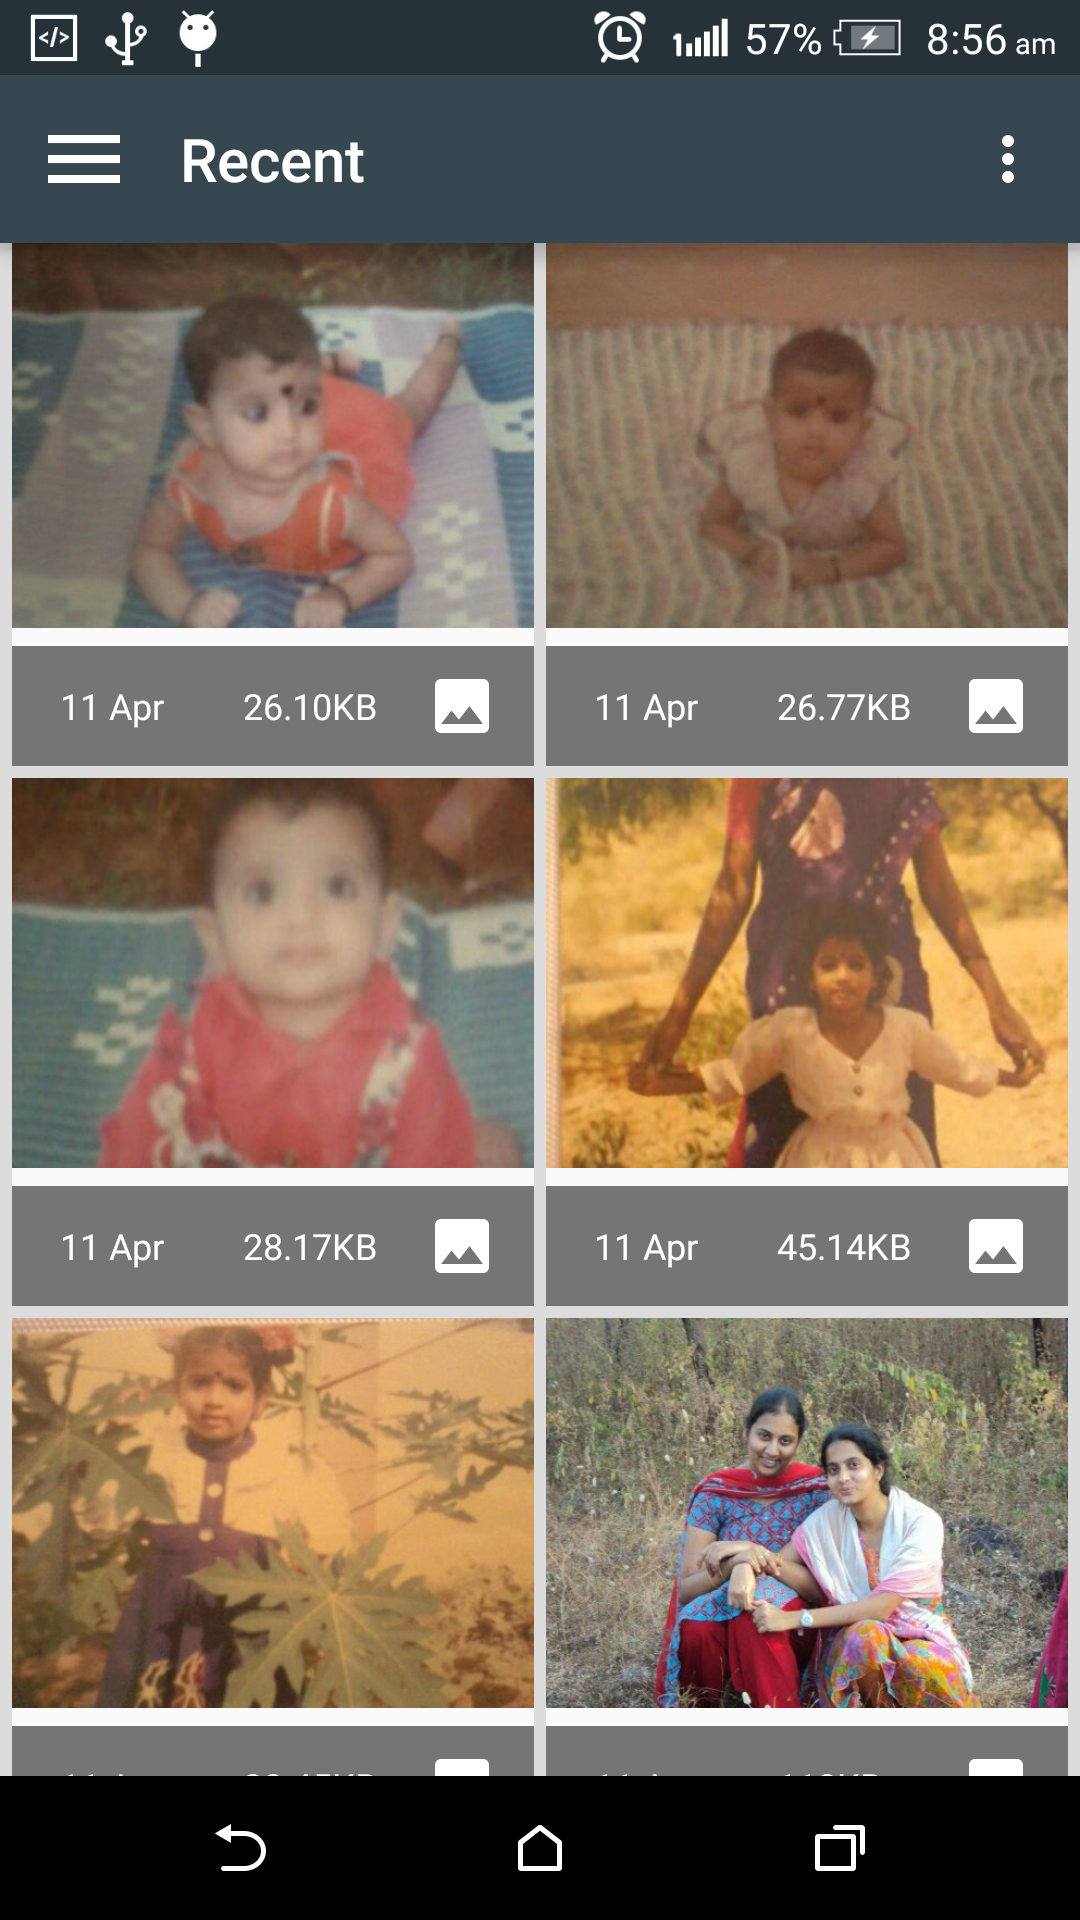 57% 8:56 am
Recent
11 Apr 26.10KB
11 Apr 26.77KB
11 Apr 28.17KB
11 Apr 45.14KB